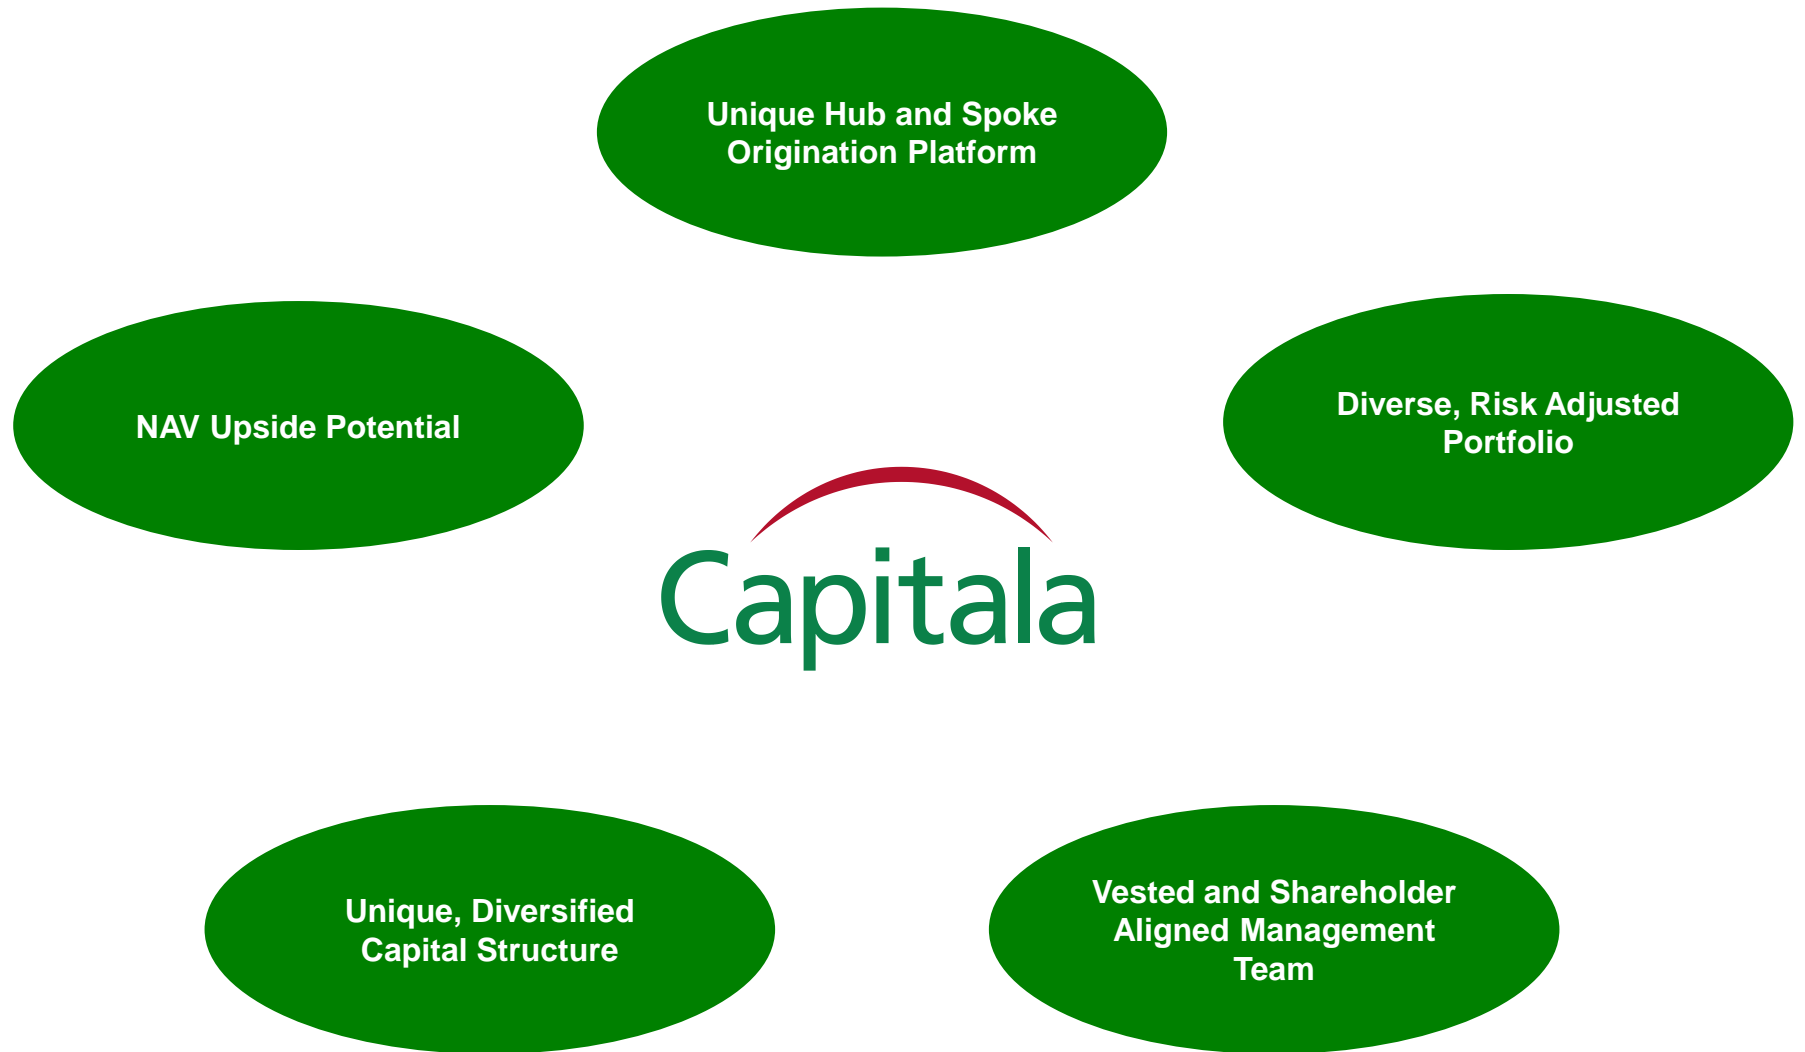 Unique Hub and Spoke
Origination Platform
NAV Upside Potential
Diverse, Risk Adjusted
Portfolio
Capitala
Unique, Diversified
Capital Structure
Vested and Shareholder
Aligned Management
Team